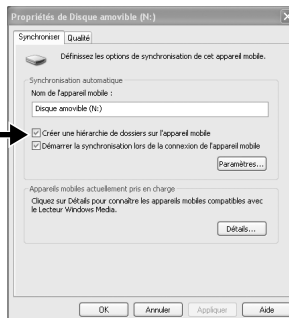 Propriétés de Disque amovible (N:)
Synchroniser Qualité
Définissez les options de synchronisation de cet appareil mobile.
Synchronisation automatique
Nom de l'appareil mobile :
Disque amovible (N:)
Créer une hiérarchie de dossiers sur l'appareil mobile
Démarrer la synchronisation lors de la connexion de l'appareil mobile
Paramètres...
Appareils mobiles actuellement pris en charge
Cliquez sur Détails pour connaître les appareils mobiles compatibles avec
le Lecteur Windows Media.
Détails...
OK Annuler Appliquer Aide